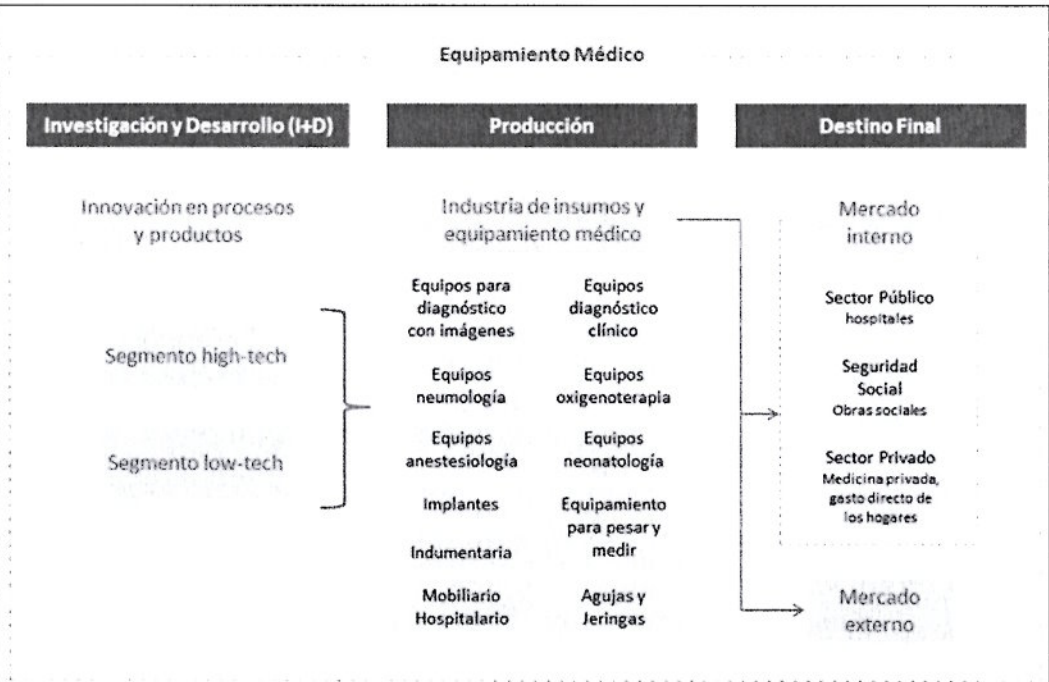 Equipamiento Médico
Investigación y Desarrollo (I+D)
Innovación en procesos
y productos
Segmento high-tech
Segmento low-tech
Producción
Industria de insumos y
equipamiento médico
Equipos para
diagnóstico
con imágenes
Equipos
diagnóstico
clínico
Equipos
neumología
Equipos
oxigenoterapia
Equipos
anestesiología
Equipos
neonatología
Implantes
Equipamiento
para pesar y
medir
Indumentaria
Mobiliario
Hospitalario
Agujas y
Jeringas
Destino Final
Mercado
interno
Sector Público
hospitales
Seguridad
Social
Obras sociales
Sector Privado
Medicina privada,
gasto directo de
los hogares
Mercado
externo